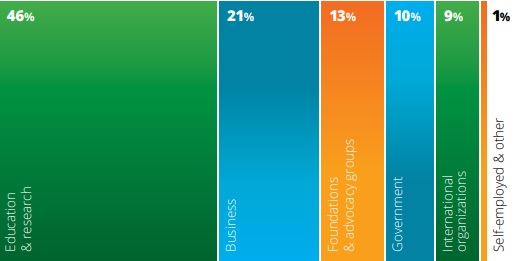 46%
Education
& research
21%
Business
13%
Foundations
& advocacy groups
10%
Government
9%
International
organizations
1%
Self-employed & other